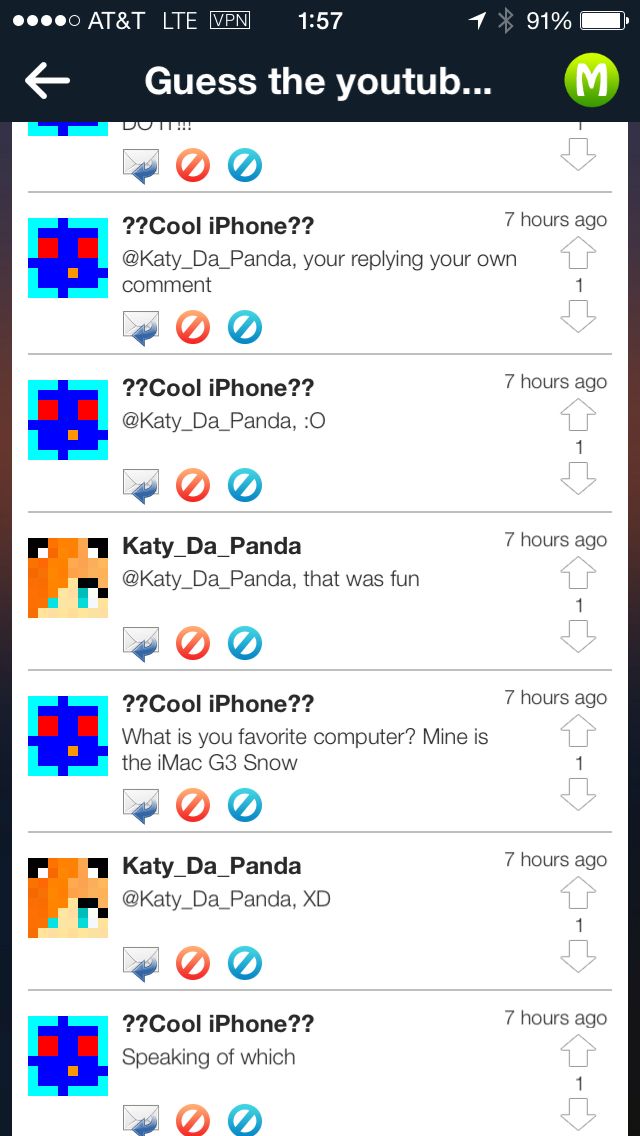 AT&T LTE VPN 1:57 91%
Guess the youtub...
M
DO IT!!!
1
??Cool iPhone??
7 hours ago
@Katy_Da_Panda, your replying your own
comment
1
??Cool iPhone??
7 hours ago
@Katy_Da_Panda, :O
1
Katy_Da_Panda
7 hours ago
@Katy_Da_Panda, that was fun
1
??Cool iPhone??
7 hours ago
What is you favorite computer? Mine is
the iMac G3 Snow
1
Katy_Da_Panda
7 hours ago
@Katy_Da_Panda, XD
1
??Cool iPhone??
7 hours ago
Speaking of which
1